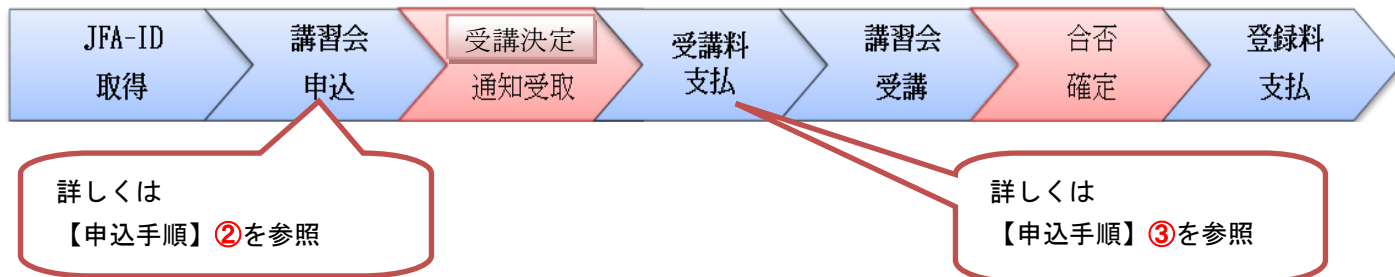 JFA-ID
取得
講習会
申込
受講決定
通知受取
受講料
支払
講習会
受講
合否
確定
登録料
支払
詳しくは
【申込手順】②を参照
詳しくは
【申込手順】③を参照